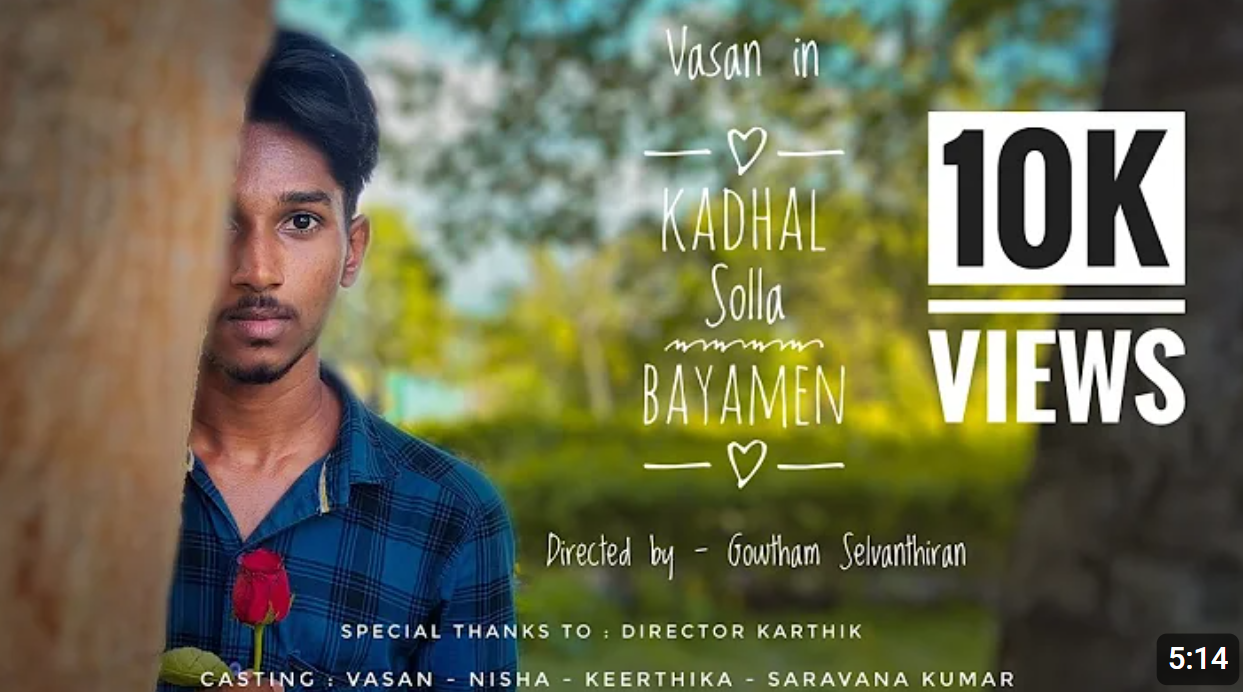 Vasan in
KADHAL
Solla
BAYAMEN
10K
VIEWS
Directed by - Gowtham Selvanthiran
SPECIAL THANKS TO : DIRECTOR KARTHIK
CASTING : VASAN - NISHA - KEERTHIKA - SARAVANA KUMAR
5:14